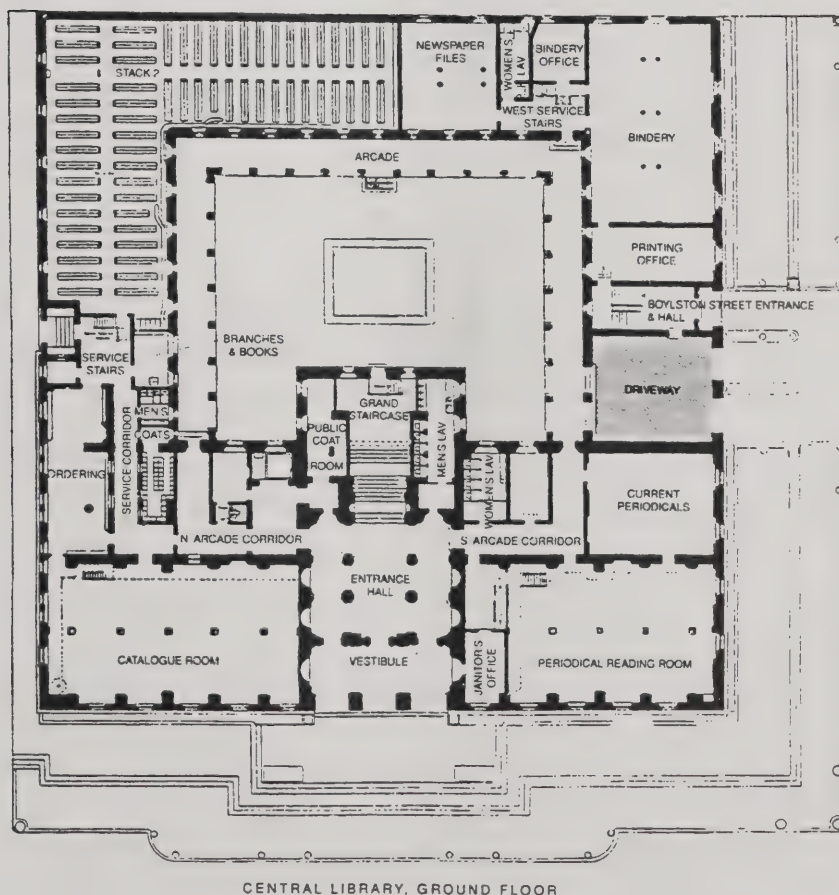 NEWSPAPER
FILES
WOMEN'S
LAV
BINDERY
OFFICE
STACK 2
WEST SERVICE
STAIRS
BINDERY
ARCADE
PRINTING
OFFICE
BOYLSTON STREET ENTRANCE
& HALL
BRANCHES
& BOOKS
SERVICE
STAIRS
DRIVEWAY
GRAND
STAIRCASE
MEN'S
COATS
PUBLIC
COAT
&
ROOM
MEN'S LAV
SERVICE CORRIDOR
ORDERING
WOMEN'S LAV
CURRENT
PERIODICALS
N ARCADE CORRIDOR
S ARCADE CORRIDOR
ENTRANCE
HALL
CATALOGUE ROOM
VESTIBULE
JANITOR'S
OFFICE
PERIODICAL READING ROOM
CENTRAL LIBRARY, GROUND FLOOR